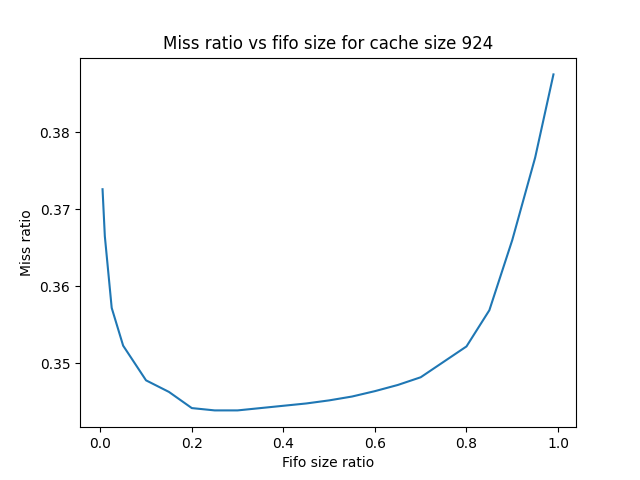 Miss ratio vs fifo size for cache size 924
0.38
0.37
0.36
0.35
Miss ratio
0.0 0.2 0.4 0.6 0.8 1.0
Fifo size ratio